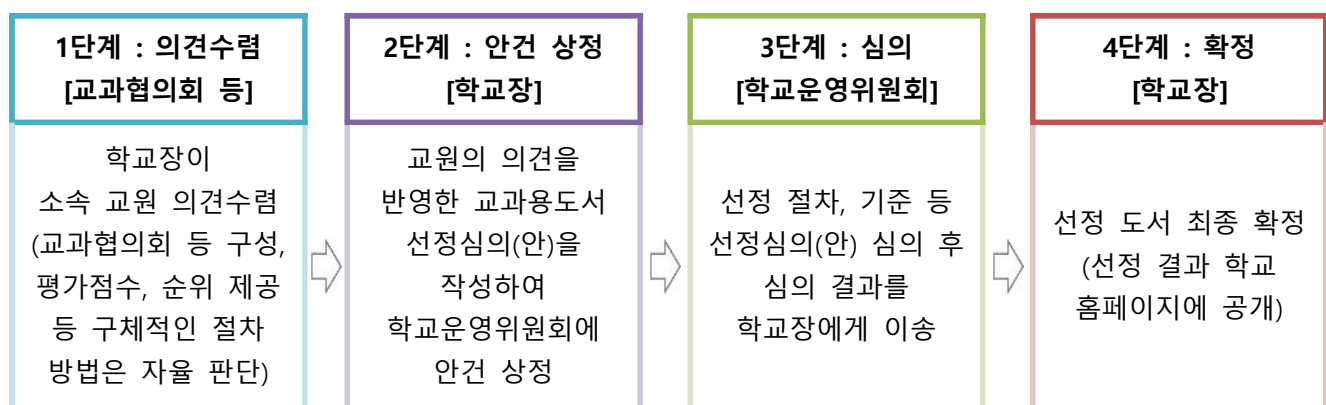 1단계 : 의견수렴
[교과협의회 등]
학교장이
소속 교원 의견수렴
(교과협의회 등 구성,
평가점수, 순위 제공
등 구체적인 절차
방법은 자율 판단)
2단계 : 안건 상정
[학교장]
교원의 의견을
반영한 교과용도서
선정심의(안)을
작성하여
학교운영위원회에
안건 상정
3단계 : 심의
[학교운영위원회]
선정 절차, 기준 등
선정심의(안) 심의 후
심의 결과를
학교장에게 이송
4단계 : 확정
[학교장]
선정 도서 최종 확정
(선정 결과 학교
홈페이지에 공개)